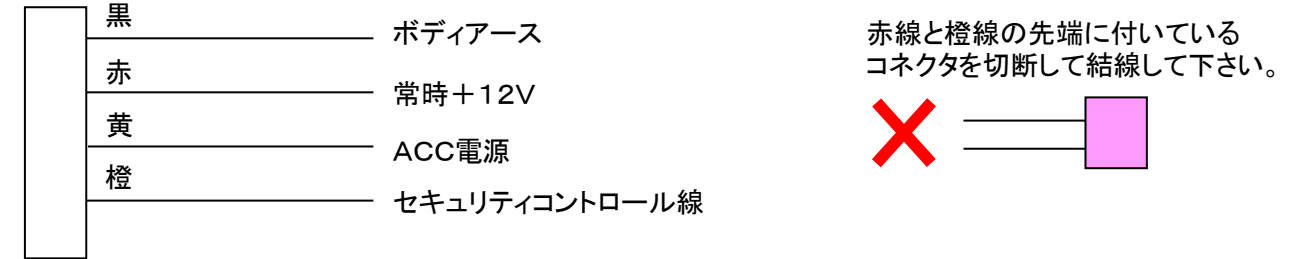 黒
ボディアース
赤
常時+12V
黄
ACC電源
橙
セキュリティコントロール線
赤線と橙線の先端に付いている
コネクタを切断して結線して下さい。